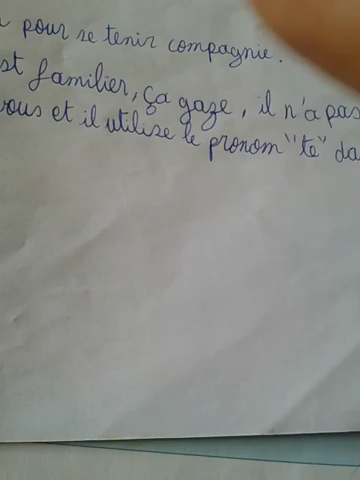 pour se tenir compagnie.
st familier, ça gaze, il n'a pas
vous et il utilise le pronom "te" da